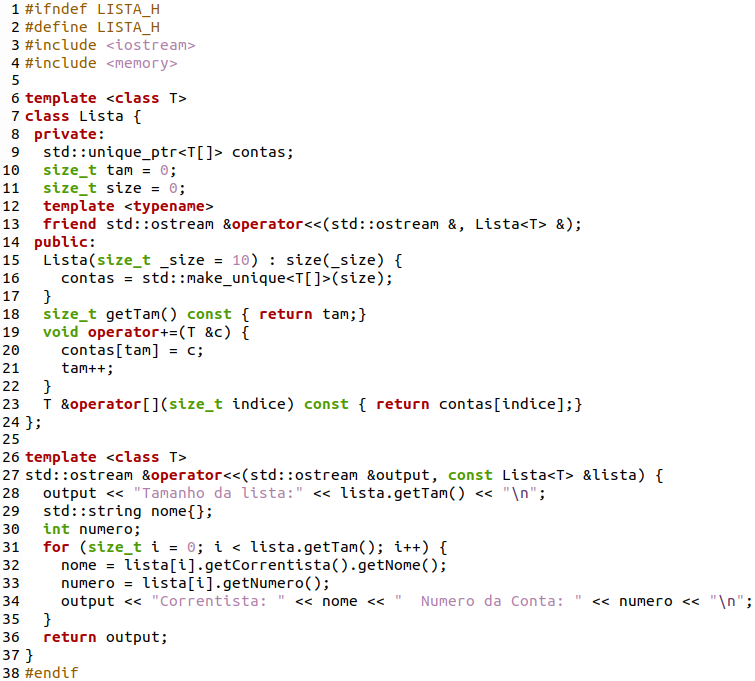 1 #ifndef LISTA_H
2 #define LISTA_H
3 #include <iostream>
4 #include <memory>
5
6 template <class T>
7 class Lista {
8  private:
9   std::unique_ptr<T[]> contas;
10   size_t tam = 0;
11   size_t size = 0;
12   template <typename>
13   friend std::ostream &operator<<(std::ostream &, Lista<T> &);
14  public:
15   Lista(size_t _size = 10) : size(_size) {
16     contas = std::make_unique<T[]>(size);
17   }
18   size_t getTam() const { return tam;}
19   void operator+=(T &c) {
20     contas[tam] = c;
21     tam++;
22   }
23   T &operator[](size_t indice) const { return contas[indice];}
24 };
25
26 template <class T>
27 std::ostream &operator<<(std::ostream &output, const Lista<T> &lista) {
28   output << "Tamanho da lista:" << lista.getTam() << "\n";
29   std::string nome{};
30   int numero;
31   for (size_t i = 0; i < lista.getTam(); i++) {
32     nome = lista[i].getCorrentista().getNome();
33     numero = lista[i].getNumero();
34     output << "Correntista: " << nome << "  Numero da Conta: " << numero << "\n";
35   }
36   return output;
37 }
38 #endif